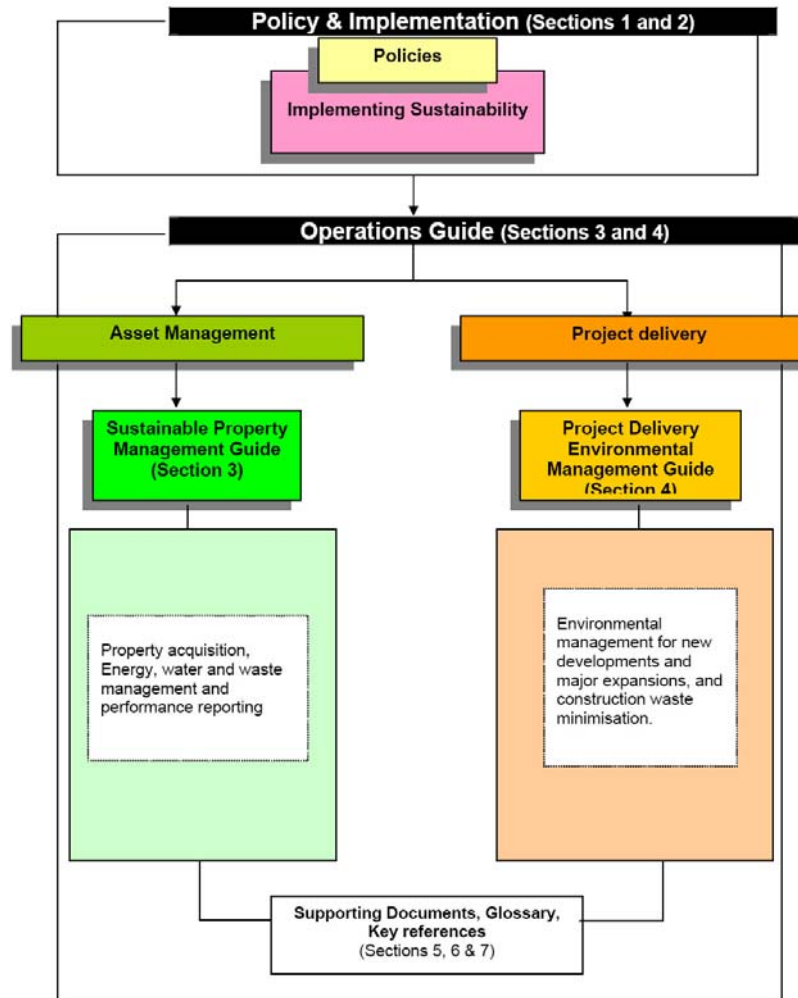 Policy & Implementation (Sections 1 and 2)
Policies
Implementing Sustainability
Operations Guide (Sections 3 and 4)
Asset Management
Project delivery
Sustainable Property
Management Guide
(Section 3)
Project Delivery
Environmental
Management Guide
(Section 4)
Property acquisition,
Energy, water and waste
management and
performance reporting
Environmental
management for new
developments and
major expansions, and
construction waste
minimisation.
Supporting Documents, Glossary,
Key references
(Sections 5, 6 & 7)